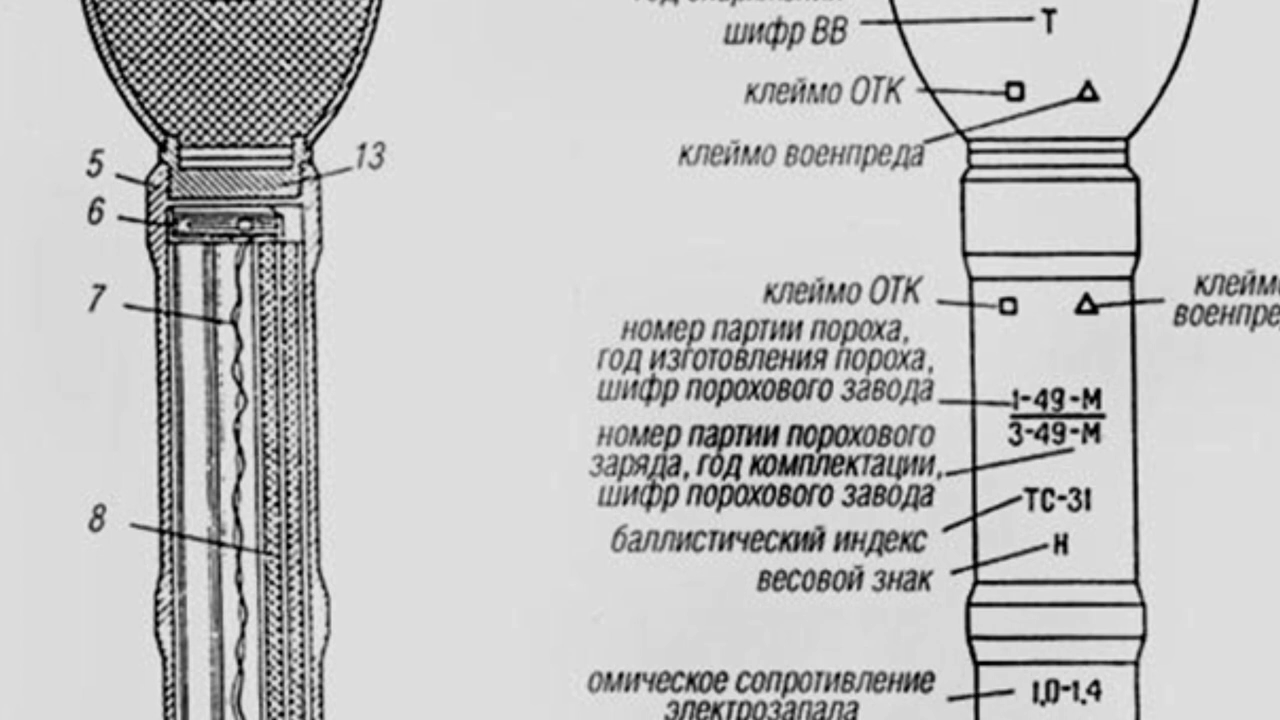 шифр ВВ
Т
клеймо ОТК
клеймо военпреда
5
13
6
7
8
клеймо ОТК
номер партии пороха,
год изготовления пороха,
шифр порохового завода
1-49-М
3-49-М
номер партии порохового
заряда, год комплектации,
шифр порохового завода
ТС-31
баллистический индекс
Н
весовой знак
омическое сопротивление
электрозапала
1,0-1,4